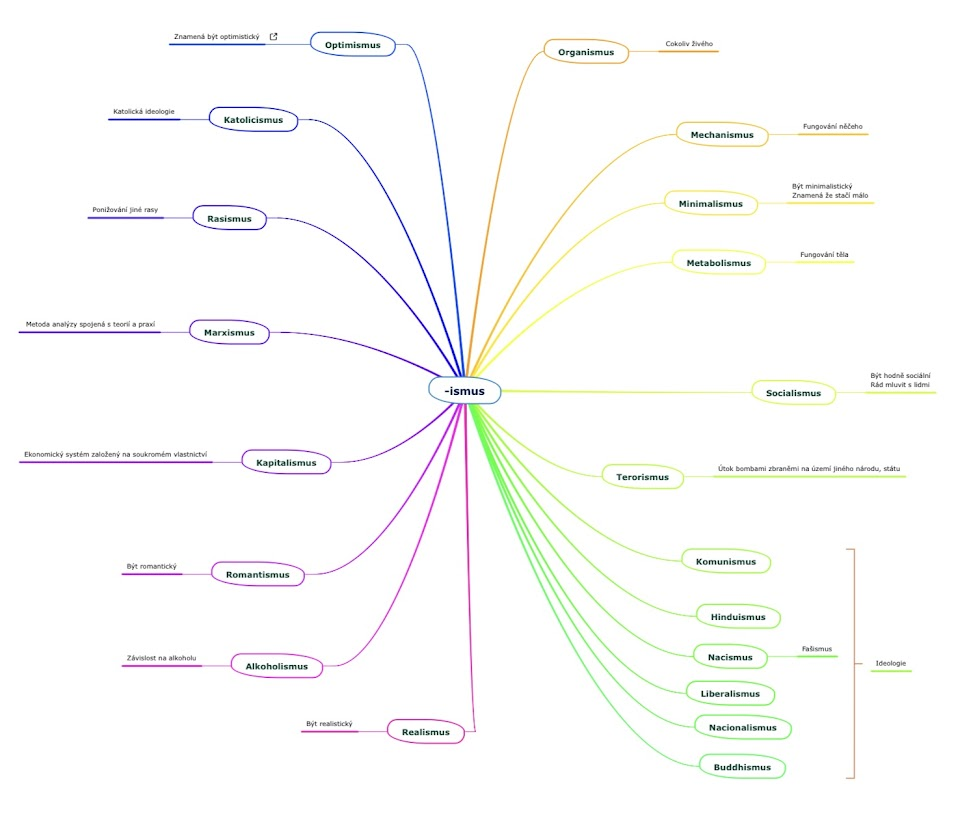 -ismus
Optimismus
Znamená být optimistický
Katolicismus
Katolická ideologie
Rasismus
Ponižování jiné rasy
Marxismus
Metoda analýzy spojená s teorií a praxí
Kapitalismus
Ekonomický systém založený na soukromém vlastnictví
Romantismus
Být romantický
Alkoholismus
Závislost na alkoholu
Realismus
Být realistický
Organismus
Cokoliv živého
Mechanismus
Fungování něčeho
Minimalismus
Být minimalistický
Znamená že stačí málo
Metabolismus
Fungování těla
Socialismus
Být hodně sociální
Rád mluvit s lidmi
Terorismus
Útok bombami zbraněmi na území jiného národu, státu
Komunismus
Hinduismus
Nacismus
Fašismus
Liberalismus
Nacionalismus
Buddhismus
Ideologie